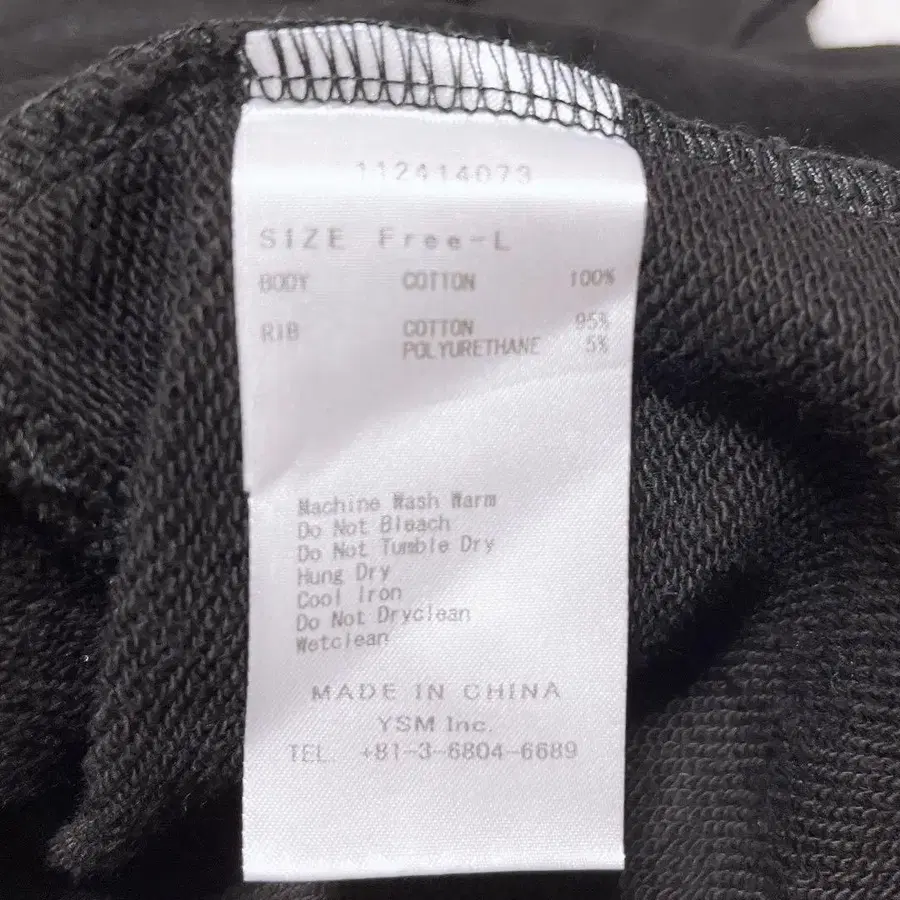 112414073
SIZE Free-L
BODY COTTON 100%
RIB COTTON 95%
POLYURETHANE 5%
Machine Wash Warm
Do Not Bleach
Do Not Tumble Dry
Hung Dry
Cool Iron
Do Not Dryclean
Wetclean
MADE IN CHINA
YSM Inc.
TEL. +81-3-6804-6689